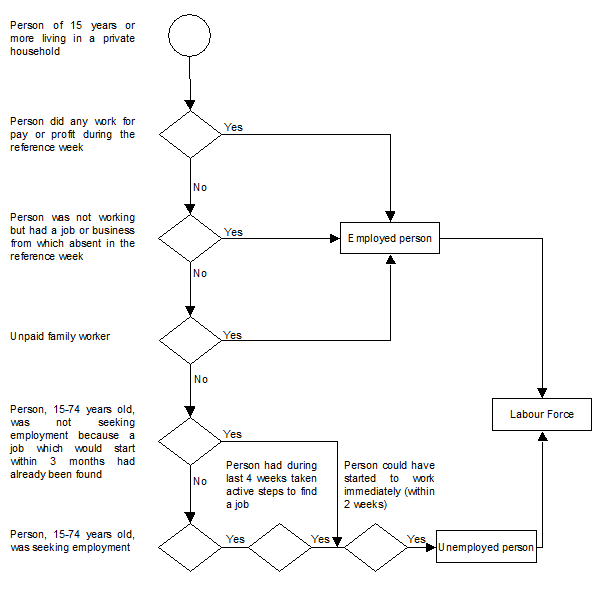 Person of 15 years or
more living in a private
household
Person did any work for
pay or profit during the
reference week
Yes
No
Person was not working
but had a job or business
from which absent in the
reference week
Yes
Employed person
No
Unpaid family worker
Yes
No
Person, 15-74 years old,
was not seeking
employment because a
job which would start
within 3 months had
already been found
Yes
Labour Force
Person had during
last 4 weeks taken
active steps to find
a job
Person could have
started to work
immediately (within
2 weeks)
No
Person, 15-74 years old,
was seeking employment
Yes
Yes
Yes
Unemployed person